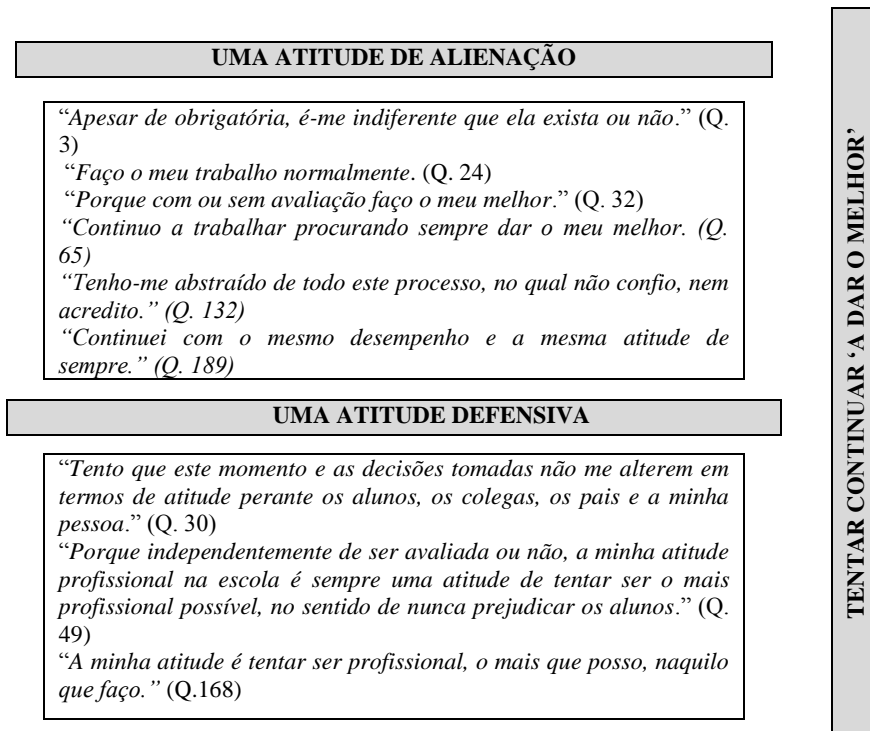 UMA ATITUDE DE ALIENAÇÃO
“Apesar de obrigatória, é-me indiferente que ela exista ou não.” (Q.
3)
“Faço o meu trabalho normalmente. (Q. 24)
“Porque com ou sem avaliação faço o meu melhor.” (Q. 32)
“Continuo a trabalhar procurando sempre dar o meu melhor. (Q.
65)
“Tenho-me abstraído de todo este processo, no qual não confio, nem
acredito.” (Q. 132)
“Continuei com o mesmo desempenho e a mesma atitude de
sempre.” (Q. 189)
UMA ATITUDE DEFENSIVA
“Tento que este momento e as decisões tomadas não me alterem em
termos de atitude perante os alunos, os colegas, os pais e a minha
pessoa.” (Q. 30)
“Porque independentemente de ser avaliada ou não, a minha atitude
profissional na escola é sempre uma atitude de tentar ser o mais
profissional possível, no sentido de nunca prejudicar os alunos.” (Q.
49)
“A minha atitude é tentar ser profissional, o mais que posso, naquilo
que faço.” (Q.168)
TENTAR CONTINUAR ‘A DAR O MELHOR’